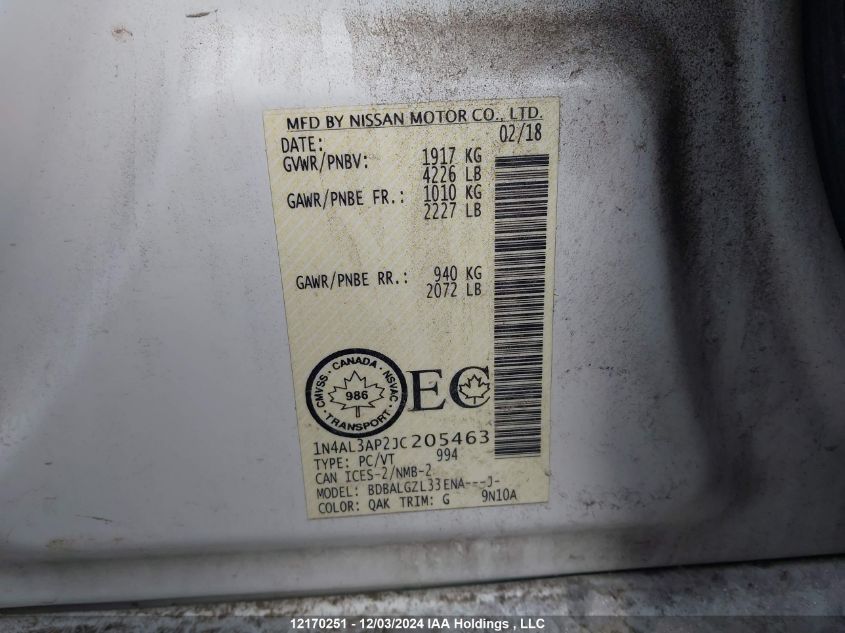 MFD BY NISSAN MOTOR CO., LTD.
DATE: 02/18
GVWR/PNBV: 1917 KG
4226 LB
GAWR/PNBE FR.: 1010 KG
2227 LB
GAWR/PNBE RR.: 940 KG
2072 LB
CANADA
CMVSS 986 NSVAC
TRANSPORT
EC
1N4AL3AP2JC205463
TYPE: PC/VT 994
CAN ICES-2/NMB-2
MODEL: BDBALGZL33ENA---J-
COLOR: QAK TRIM: G 9N10A
12170251 - 12/03/2024 IAA Holdings , LLC